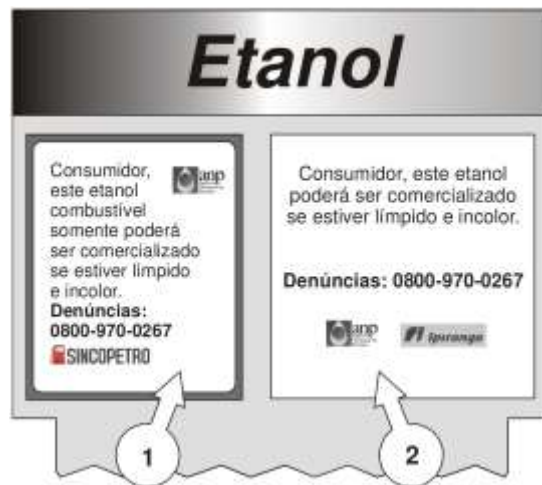 Etanol
Consumidor,
este etanol
combustível
somente poderá
ser comercializado
se estiver límpido
e incolor.
Denúncias:
0800-970-0267
SINCOPETRO
anp
Consumidor, este etanol
poderá ser comercializado
se estiver límpido e incolor.
Denúncias: 0800-970-0267
anp
Ipiranga
1
2